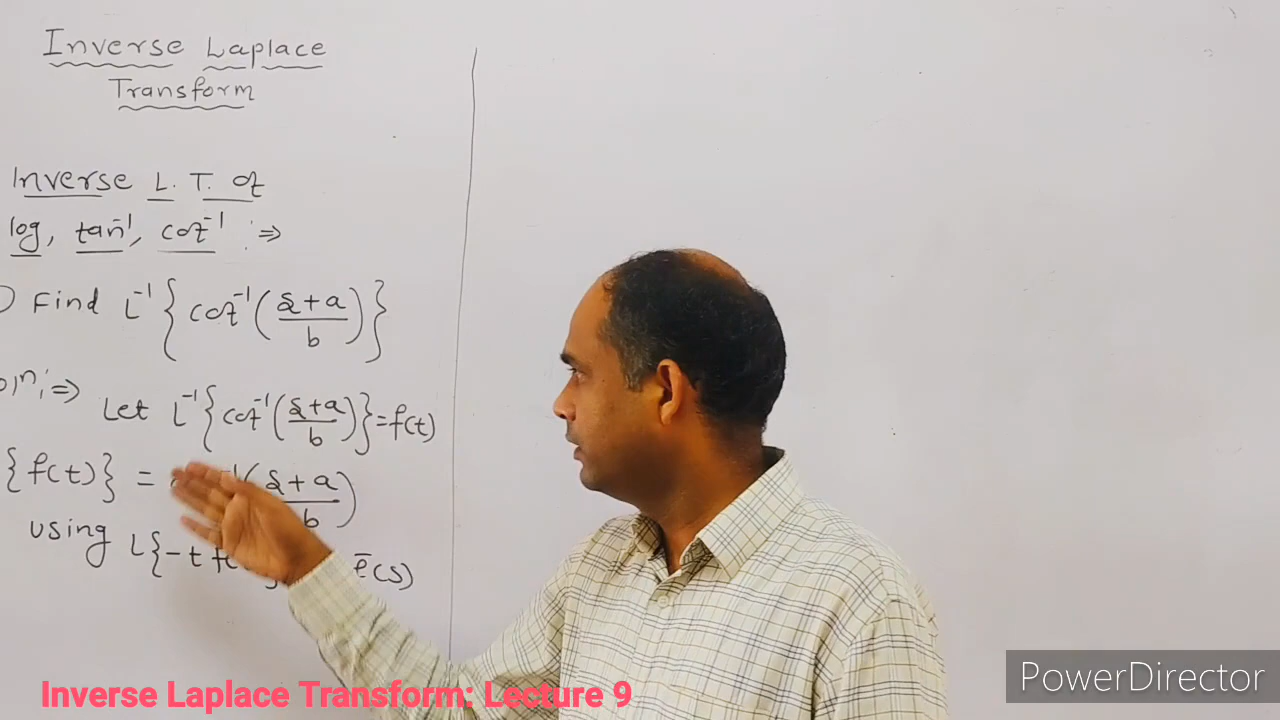 Inverse Laplace
Transform
Inverse L. T. of
log, tan⁻¹, cot⁻¹ :⇒
) Find L⁻¹{cot⁻¹(s+a/b)}
Let L⁻¹{cot⁻¹(s+a/b)}=f(t)
{f(t)} = (s+a/b)
using L{-t f (s)
Inverse Laplace Transform: Lecture 9
PowerDirector